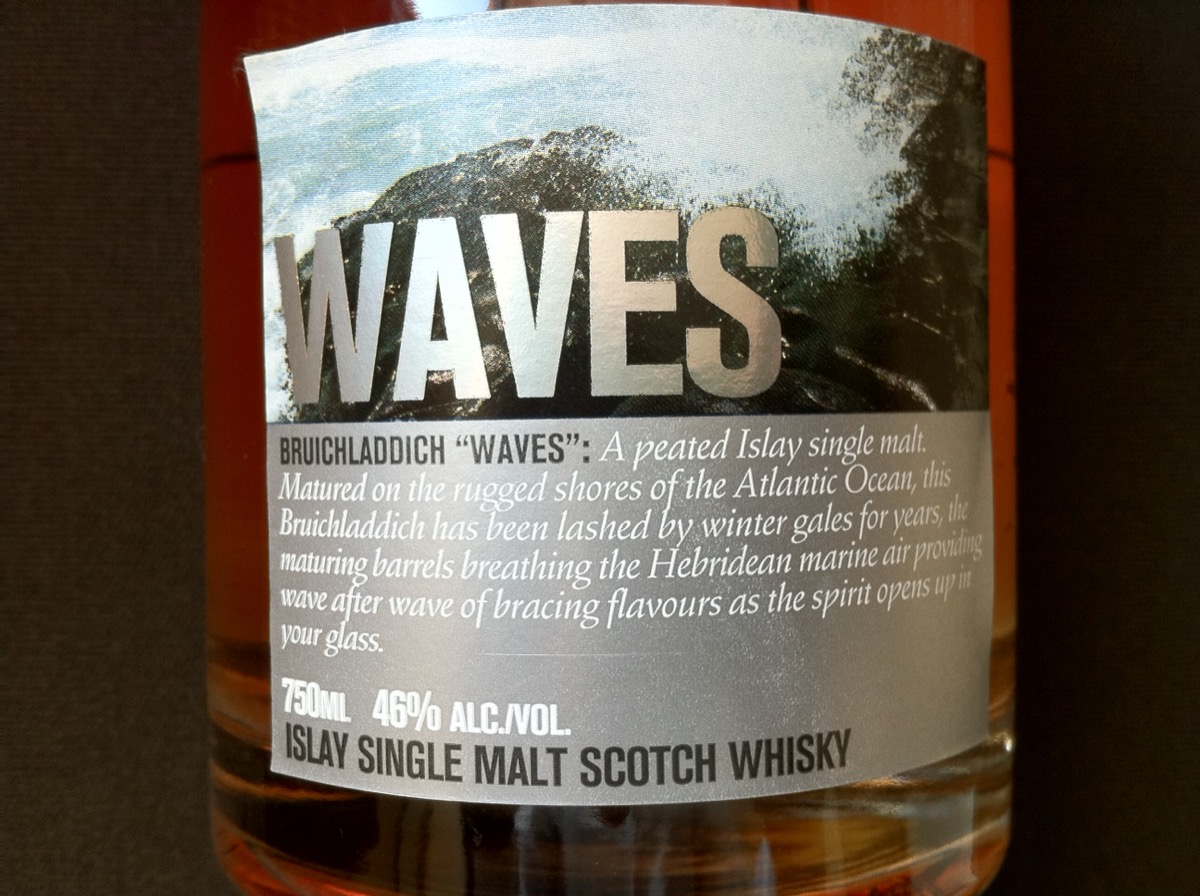 WAVES
BRUICHLADDICH “WAVES”: A peated Islay single malt.
Matured on the rugged shores of the Atlantic Ocean, this
Bruichladdich has been lashed by winter gales for years, the
maturing barrels breathing the Hebridean marine air providing
wave after wave of bracing flavours as the spirit opens up in
your glass.
750ML 46% ALC./VOL.
ISLAY SINGLE MALT SCOTCH WHISKY